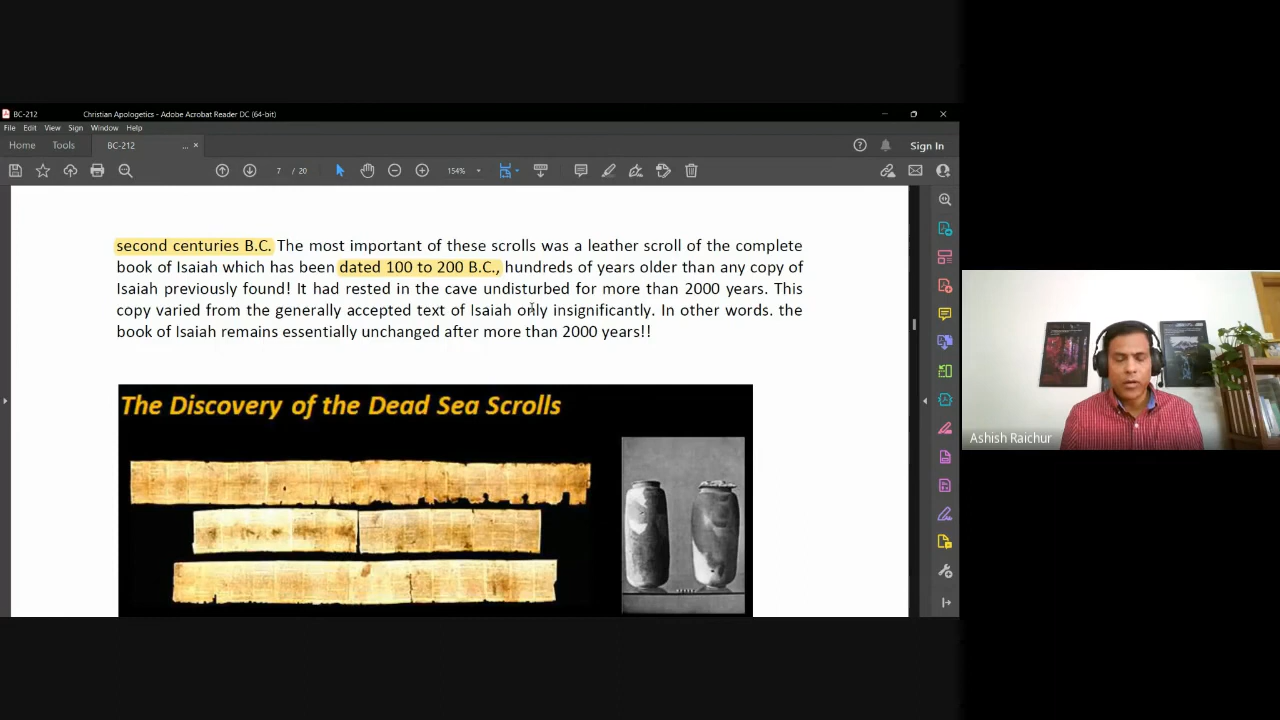 BC-212 Christian Apologetics - Adobe Acrobat Reader DC (64-bit)
File Edit View Sign Window Help
Home Tools BC-212 ... × Sign In
7 / 20 154%
second centuries B.C. The most important of these scrolls was a leather scroll of the complete
book of Isaiah which has been dated 100 to 200 B.C., hundreds of years older than any copy of
Isaiah previously found! It had rested in the cave undisturbed for more than 2000 years. This
copy varied from the generally accepted text of Isaiah only insignificantly. In other words. the
book of Isaiah remains essentially unchanged after more than 2000 years!!
The Discovery of the Dead Sea Scrolls
Ashish Raichur